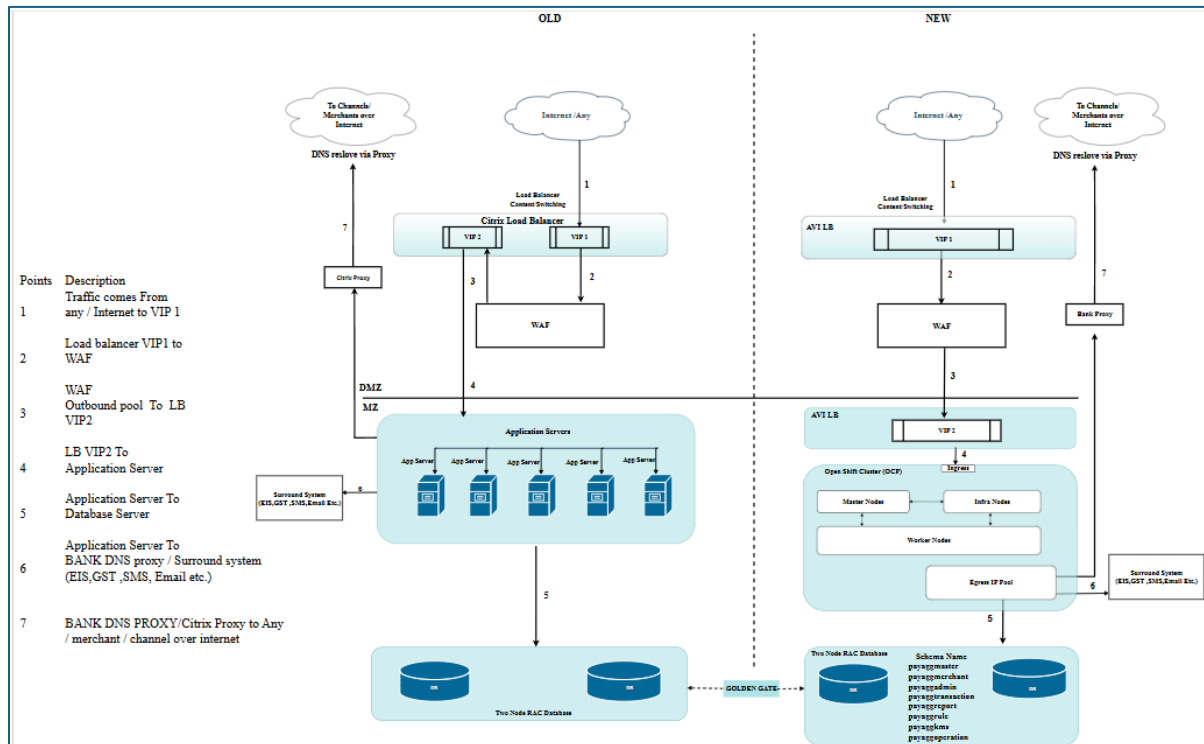 OLD
NEW
To Channels/
Merchants over
Internet
DNS reslove via Proxy
Internet /Any
1
Load Balancer
Content/Switching
Citrix Load Balancer
VIP 2
VIP 1
7
Citrix Proxy
3
2
WAF
4
DMZ
MZ
Application Servers
App Server
App Server
App Server
App Server
App Server
6
Surround System
(EIS,GST ,SMS,Email Etc.)
5
DB
DB
Two Node RAC Database
GOLDEN GATE
Points Description
1 Traffic comes From
any / Internet to VIP 1
2 Load balancer VIP1 to
WAF
3 WAF
Outbound pool To LB
VIP2
4 LB VIP2 To
Application Server
5 Application Server To
Database Server
6 Application Server To
BANK DNS proxy / Surround system
(EIS,GST ,SMS, Email etc.)
7 BANK DNS PROXY/Citrix Proxy to Any
/ merchant / channel over internet
Internet/Any
1
Load Balancer
Content/Switching
AVI LB
VIP 1
2
WAF
3
To Channels/
Merchants over
Internet
DNS reslove via Proxy
7
Bank Proxy
AVI LB
VIP 2
4
Ingress
Open Shift Cluster (OCP)
Master Nodes
Infra Nodes
Worker Nodes
Egress IP Pool
6
Surround System
(EIS,GST ,SMS,Email Etc.)
5
Two Node RAC Database
DB
DB
Schema Name
payaggmaster
payaggmerchant
payaggadmin
payaggtransaction
payaggreport
payaggrule
payaggkms
payaggoperation